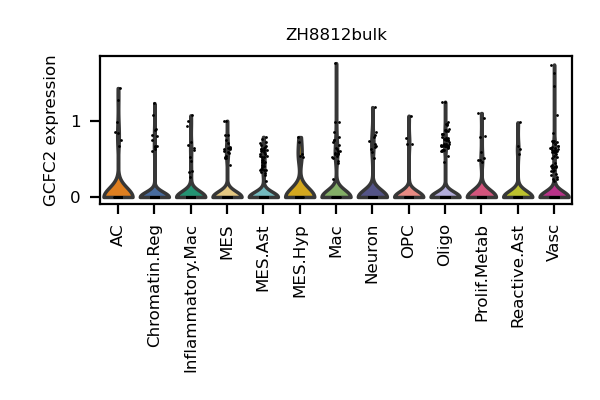 ZH8812bulk
GCFC2 expression
1
0
AC
Chromatin.Reg
Inflammatory.Mac
MES
MES.Ast
MES.Hyp
Mac
Neuron
OPC
Oligo
Prolif.Metab
Reactive.Ast
Vasc